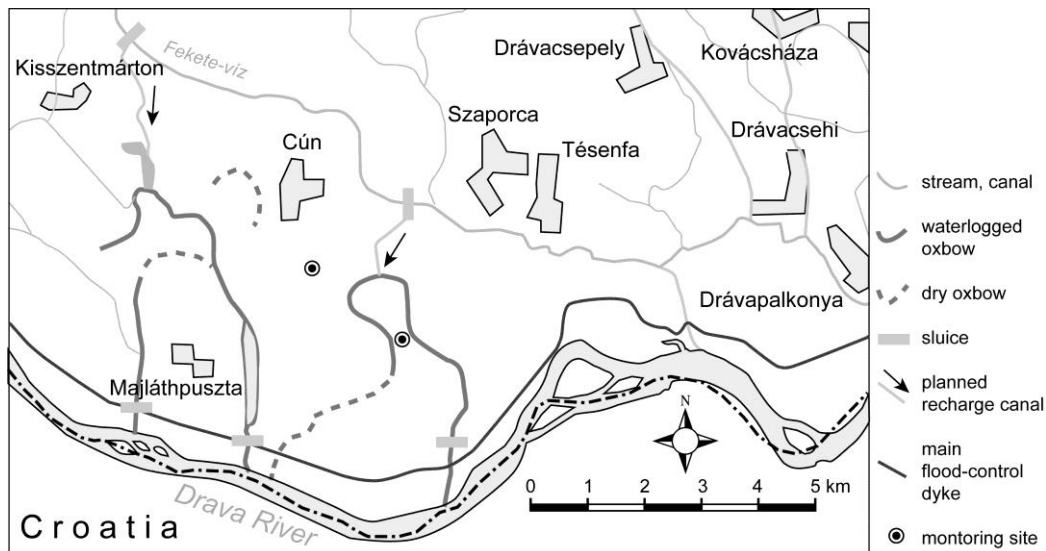 Fekete-víz
Kisszentmárton
Drávacsepely
Kovácsháza
Szaporca
Cún
Tésenfa
Drávacsehi
Drávapalkonya
Majláthpuszta
N
0 1 2 3 4 5 km
Drava River
Croatia
stream, canal
waterlogged
oxbow
dry oxbow
sluice
planned
recharge canal
main
flood-control
dyke
montoring site